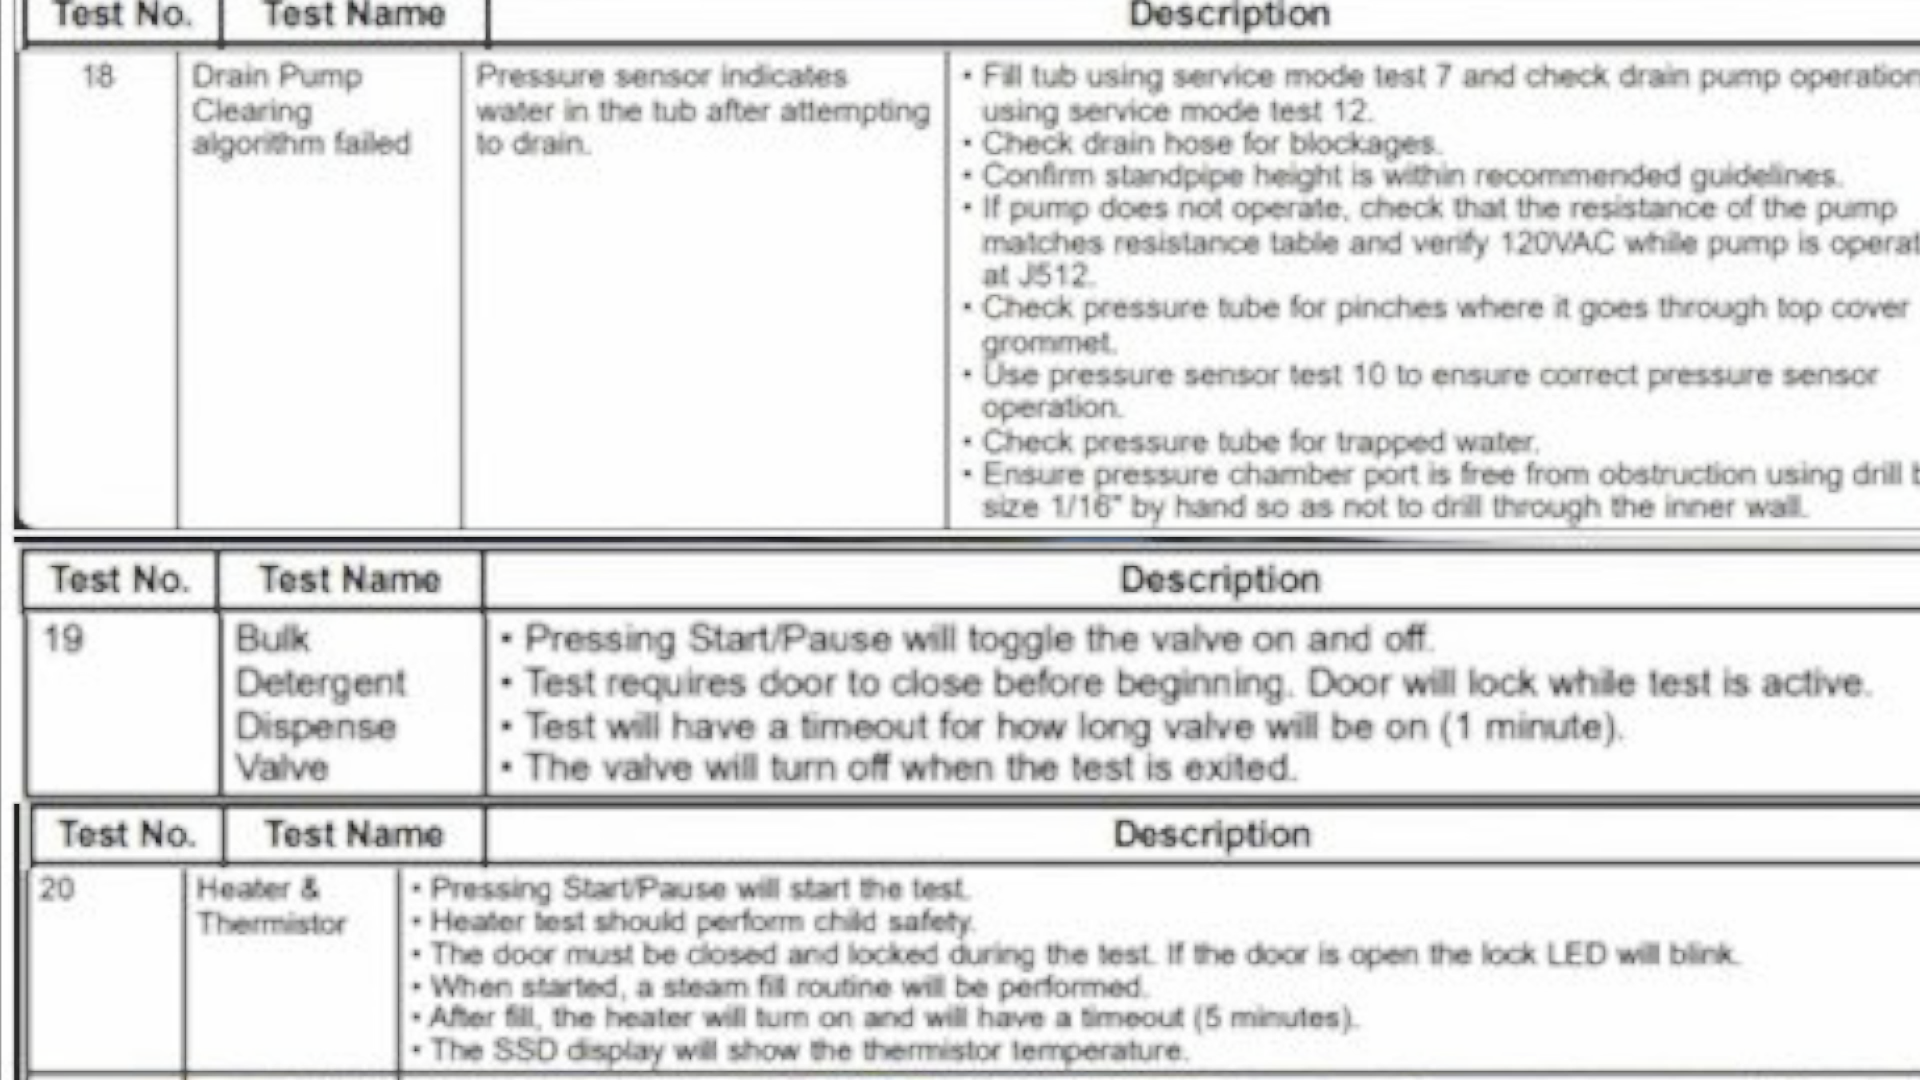 Test No. Test Name Description
18 Drain Pump Pressure sensor indicates • Fill tub using service mode test 7 and check drain pump operation
Clearing water in the tub after attempting using service mode test 12.
algorithm failed to drain. • Check drain hose for blockages.
• Confirm standpipe height is within recommended guidelines.
• If pump does not operate, check that the resistance of the pump
matches resistance table and verify 120VAC while pump is operat
at J512.
• Check pressure tube for pinches where it goes through top cover
grommet.
• Use pressure sensor test 10 to ensure correct pressure sensor
operation.
• Check pressure tube for trapped water.
• Ensure pressure chamber port is free from obstruction using drill b
size 1/16" by hand so as not to drill through the inner wall.
Test No. Test Name Description
19 Bulk • Pressing Start/Pause will toggle the valve on and off.
Detergent • Test requires door to close before beginning. Door will lock while test is active.
Dispense • Test will have a timeout for how long valve will be on (1 minute).
Valve • The valve will turn off when the test is exited.
Test No. Test Name Description
20 Heater & • Pressing Start/Pause will start the test.
Thermistor • Heater test should perform child safety.
• The door must be closed and locked during the test. If the door is open the lock LED will blink.
• When started, a steam fill routine will be performed.
• After fill, the heater will turn on and will have a timeout (5 minutes).
• The SSD display will show the thermistor temperature.